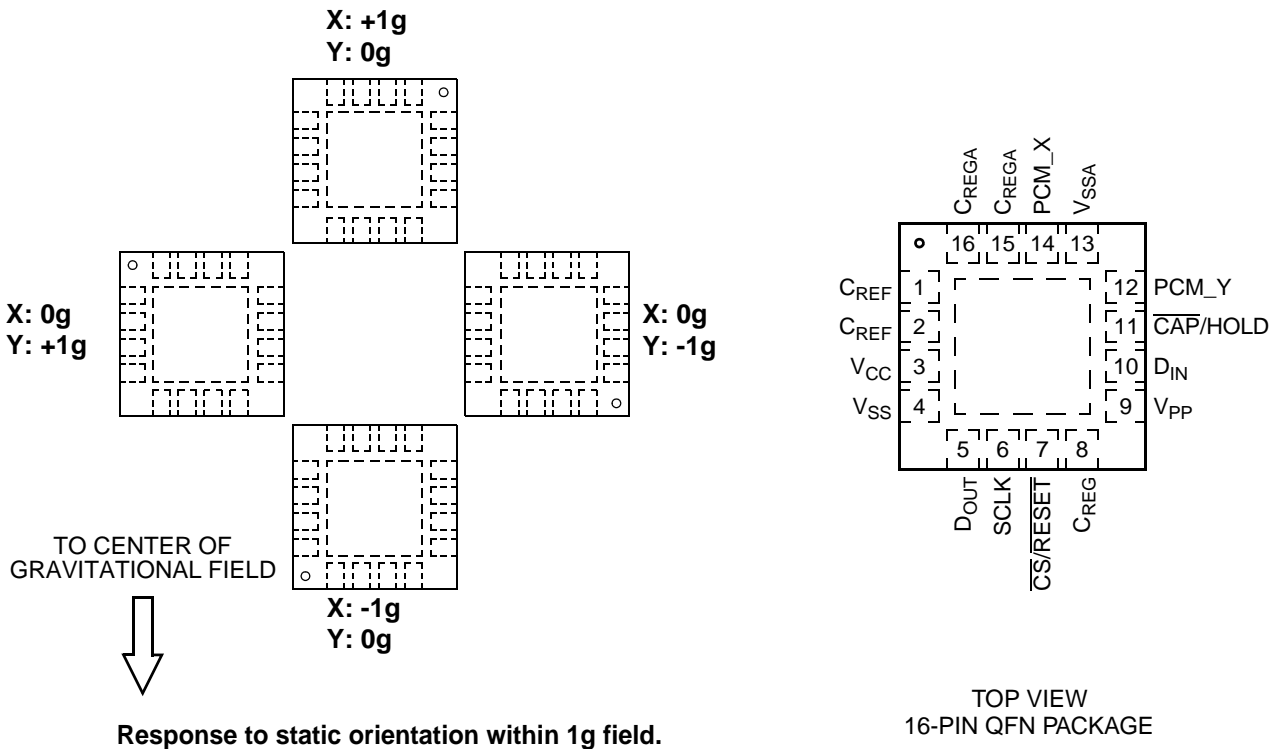 X: +1g
Y: 0g
X: 0g
Y: +1g
X: 0g
Y: -1g
X: -1g
Y: 0g
TO CENTER OF
GRAVITATIONAL FIELD
Response to static orientation within 1g field.
CREGA
CREGA
PCM_X
VSSA
16 15 14 13
CREF 1
CREF 2
VCC 3
VSS 4
12 PCM_Y
11 CAP/HOLD
10 DIN
9 VPP
5 6 7 8
DOUT
SCLK
CS/RESET
CREG
TOP VIEW
16-PIN QFN PACKAGE